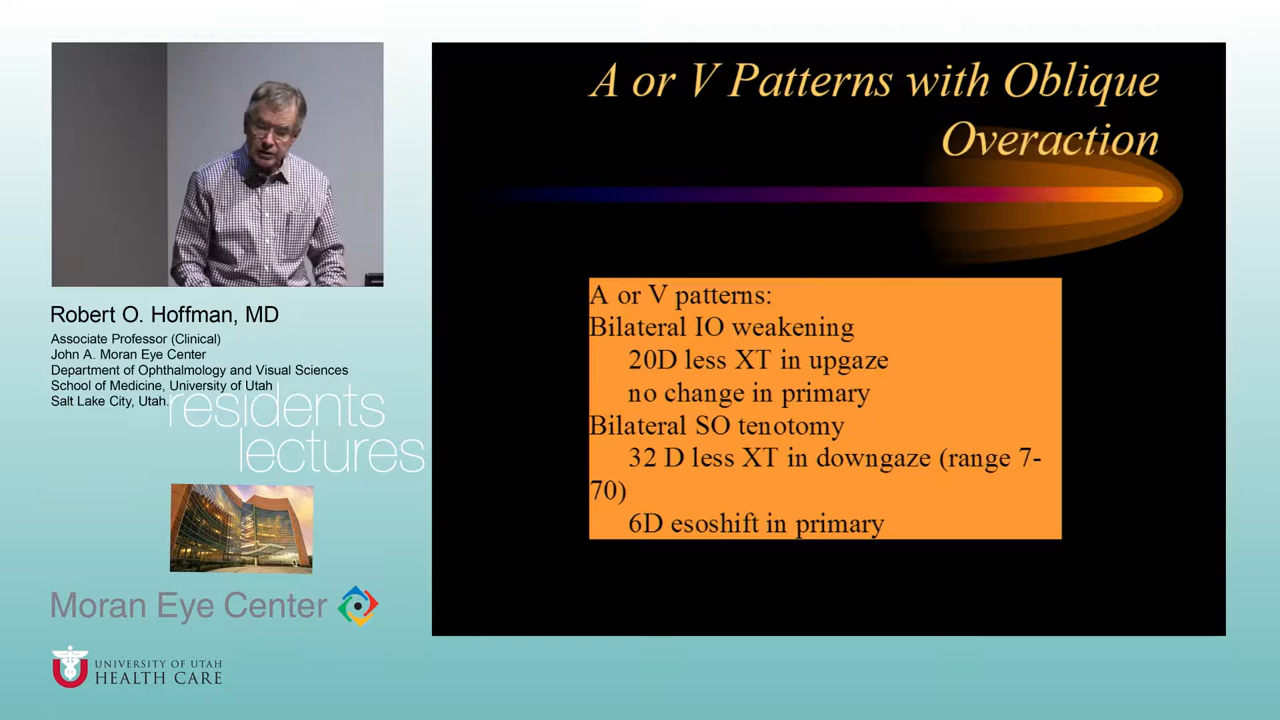 A or V Patterns with Oblique
Overaction
A or V patterns:
Bilateral IO weakening
20D less XT in upgaze
no change in primary
Bilateral SO tenotomy
32 D less XT in downgaze (range 7-
70)
6D esoshift in primary
Robert O. Hoffman, MD
Associate Professor (Clinical)
John A. Moran Eye Center
Department of Ophthalmology and Visual Sciences
School of Medicine, University of Utah
Salt Lake City, Utah.
residents
lectures
Moran Eye Center
UNIVERSITY OF UTAH
HEALTH CARE